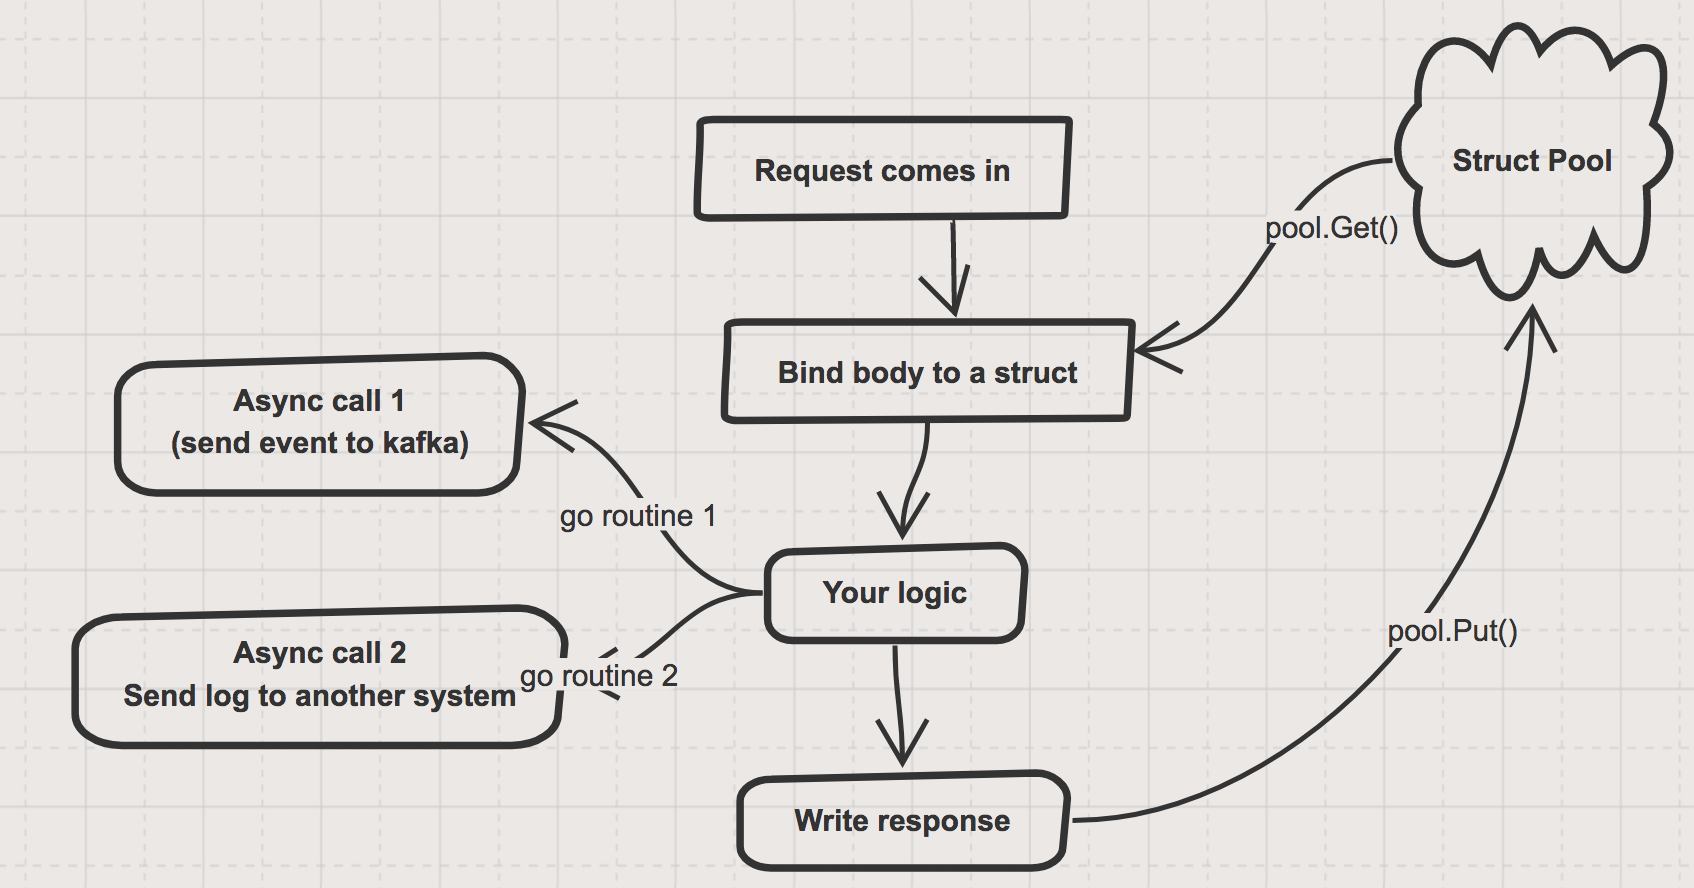 Request comes in
Struct Pool
pool.Get()
Bind body to a struct
Async call 1
(send event to kafka)
go routine 1
Your logic
Async call 2
Send log to another system
go routine 2
pool.Put()
Write response